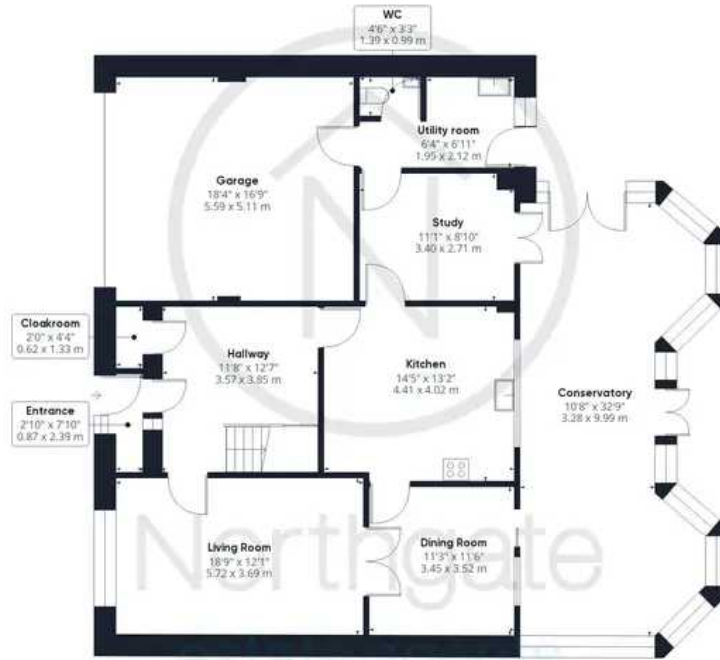 WC
4'6" x 3'3"
1.39 x 0.99 m
Utility room
6'4" x 6'11"
1.95 x 2.12 m
Garage
18'4" x 16'9"
5.59 x 5.11 m
Study
11'1" x 8'10"
3.40 x 2.71 m
Cloakroom
2'0" x 4'4"
0.62 x 1.33 m
Hallway
11'8" x 12'7"
3.57 x 3.85 m
Kitchen
14'5" x 13'2"
4.41 x 4.02 m
Conservatory
10'8" x 32'9"
3.28 x 9.99 m
Entrance
2'10" x 7'10"
0.87 x 2.39 m
Living Room
18'9" x 12'1"
5.72 x 3.69 m
Dining Room
11'3" x 11'6"
3.45 x 3.52 m
Northgate